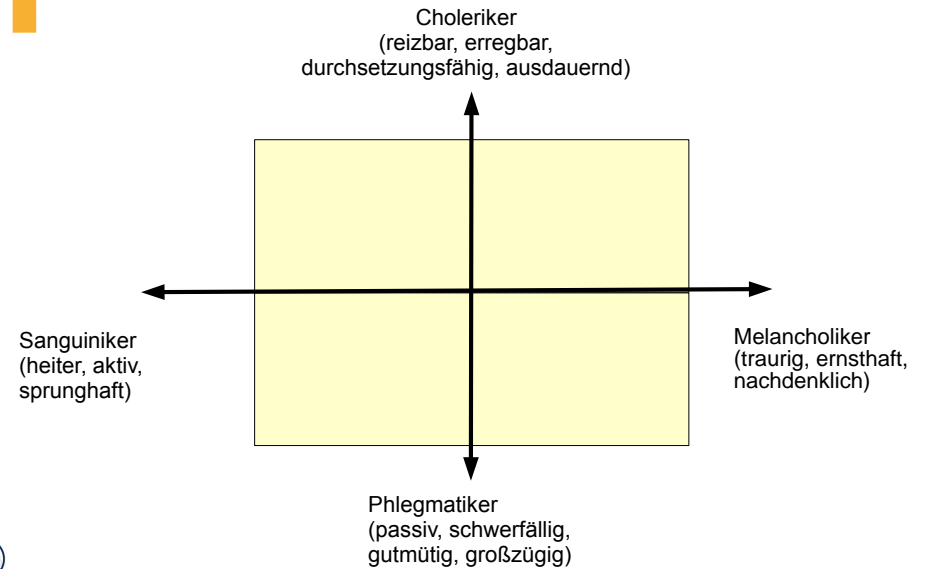 Choleriker
(reizbar, erregbar,
durchsetzungsfähig, ausdauernd)
Sanguiniker
(heiter, aktiv,
sprunghaft)
Melancholiker
(traurig, ernsthaft,
nachdenklich)
Phlegmatiker
(passiv, schwerfällig,
gutmütig, großzügig)